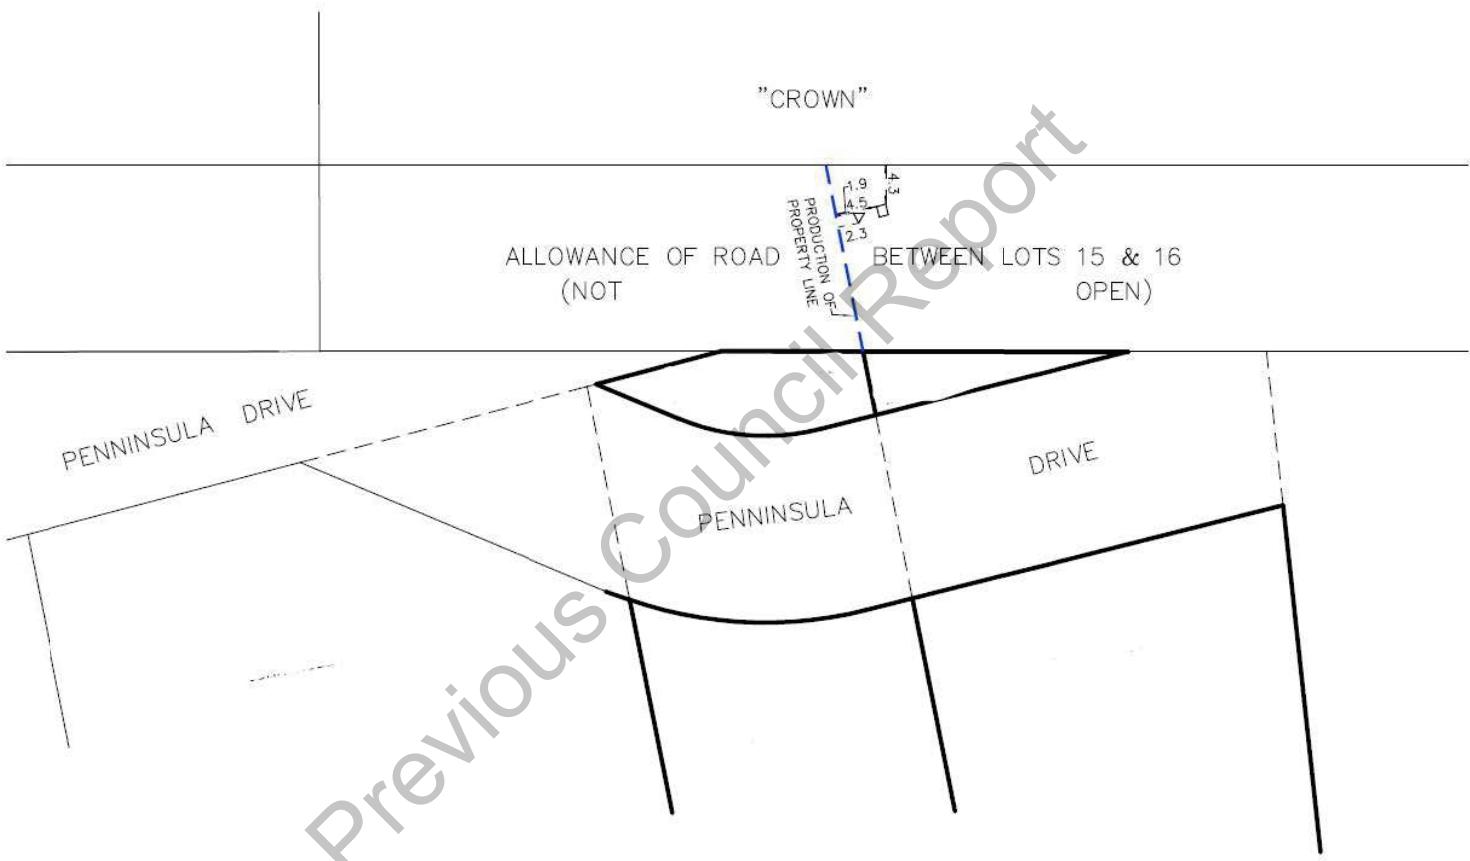 "CROWN"
1.9
4.5
2.3
4.3
PRODUCTION OF
PROPERTY LINE
ALLOWANCE OF ROAD BETWEEN LOTS 15 & 16
(NOT OPEN)
PENNINSULA DRIVE
PENNINSULA DRIVE
Previous Council Report